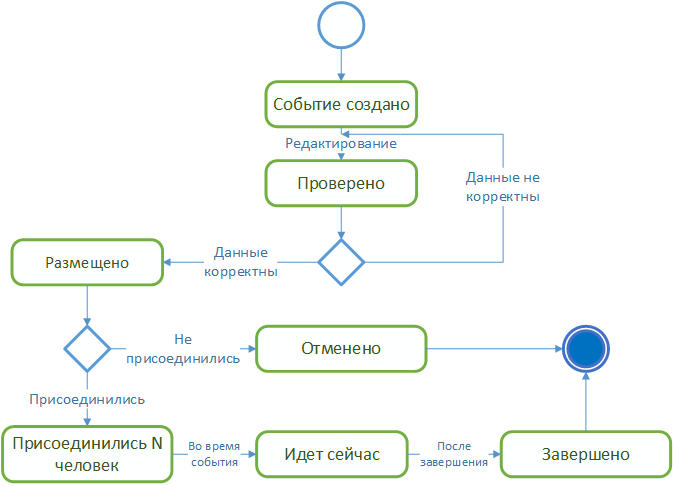 Событие создано
Редактирование
Проверено
Данные не
корректны
Данные
корректны
Размещено
Не
присоединились
Отменено
Присоединились
Присоединились N
человек
Во время
события
Идет сейчас
После
завершения
Завершено